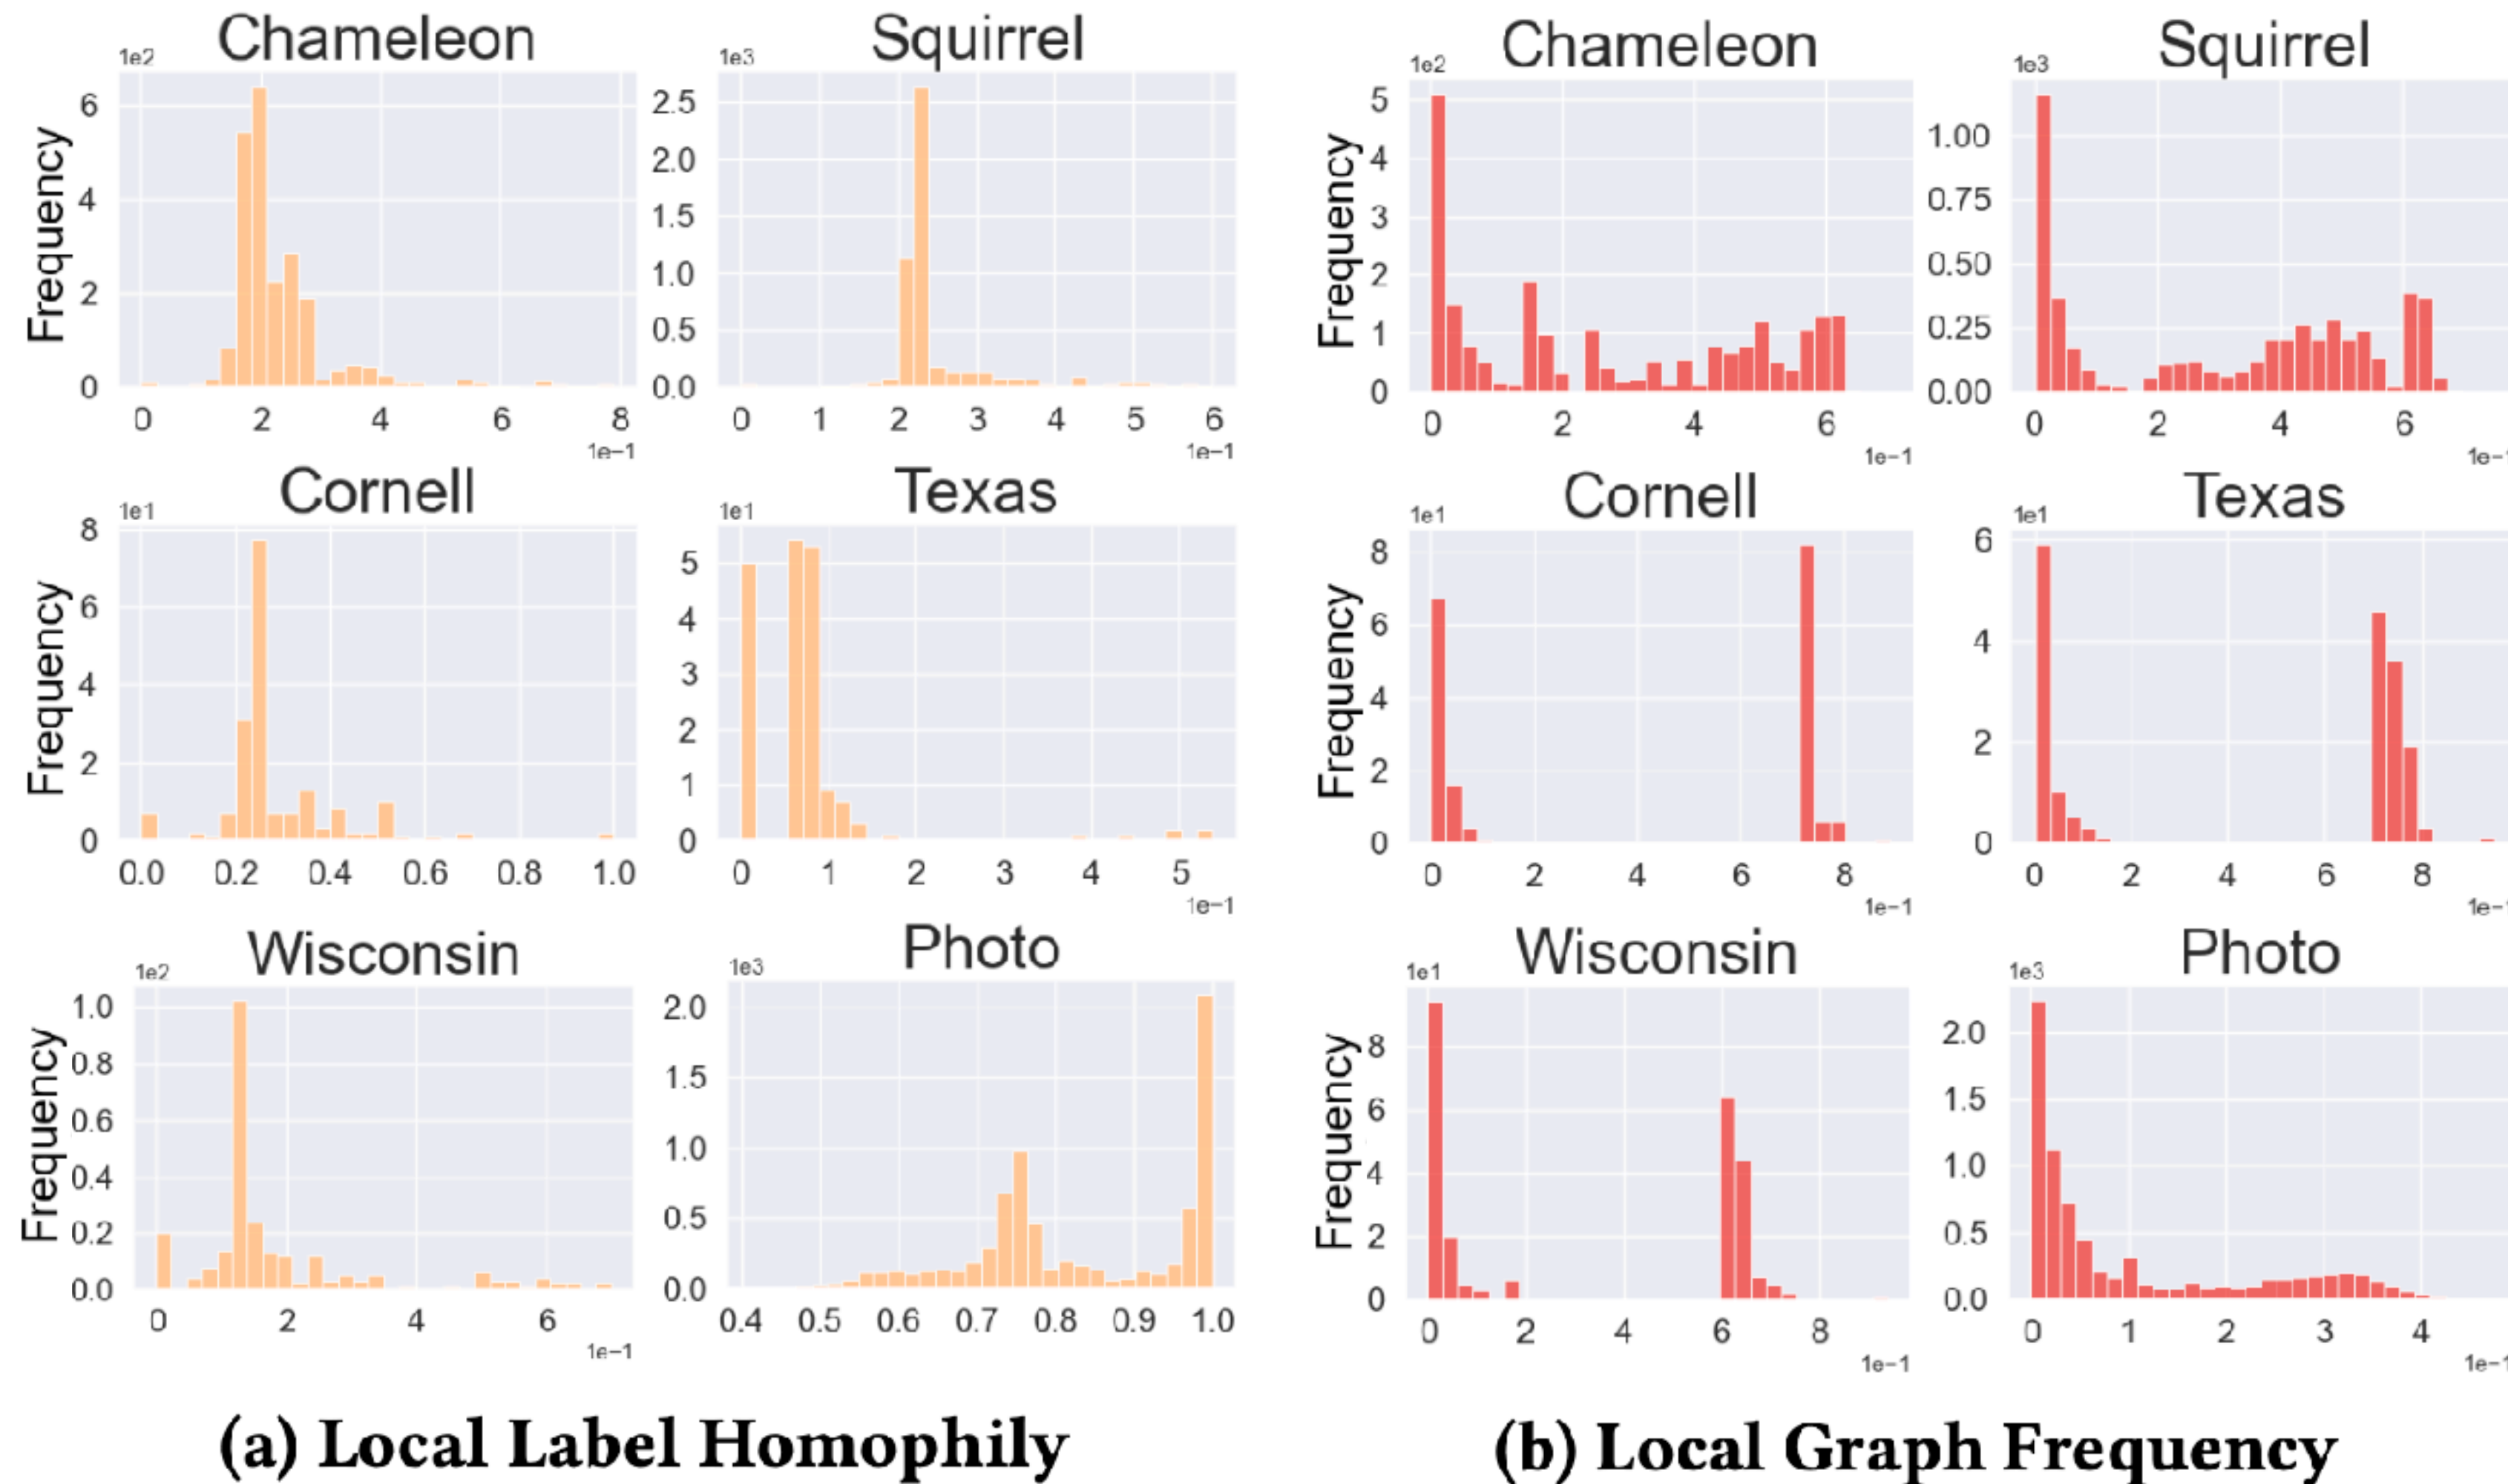 Chameleon
1e2
Frequency
6
4
2
0
0 2 4 6 8
1e−1
Squirrel
1e3
2.5
2.0
1.5
1.0
0.5
0.0
0 1 2 3 4 5 6
1e−1
Cornell
1e1
Frequency
8
6
4
2
0
0.0 0.2 0.4 0.6 0.8 1.0
Texas
1e1
5
4
3
2
1
0
0 1 2 3 4 5
1e−1
Wisconsin
1e2
Frequency
1.0
0.8
0.6
0.4
0.2
0.0
0 2 4 6
1e−1
Photo
1e3
2.0
1.5
1.0
0.5
0.0
0.4 0.5 0.6 0.7 0.8 0.9 1.0
(a) Local Label Homophily
Chameleon
1e2
Frequency
5
4
3
2
1
0
0 2 4 6
1e−1
Squirrel
1e3
1.00
0.75
0.50
0.25
0.00
0 2 4 6
1e−1
Cornell
1e1
Frequency
8
6
4
2
0
0 2 4 6 8
1e−1
Texas
1e1
6
4
2
0
0 2 4 6 8
1e−1
Wisconsin
1e1
Frequency
8
6
4
2
0
0 2 4 6 8
1e−1
Photo
1e3
2.0
1.5
1.0
0.5
0.0
0 1 2 3 4
1e−1
(b) Local Graph Frequency